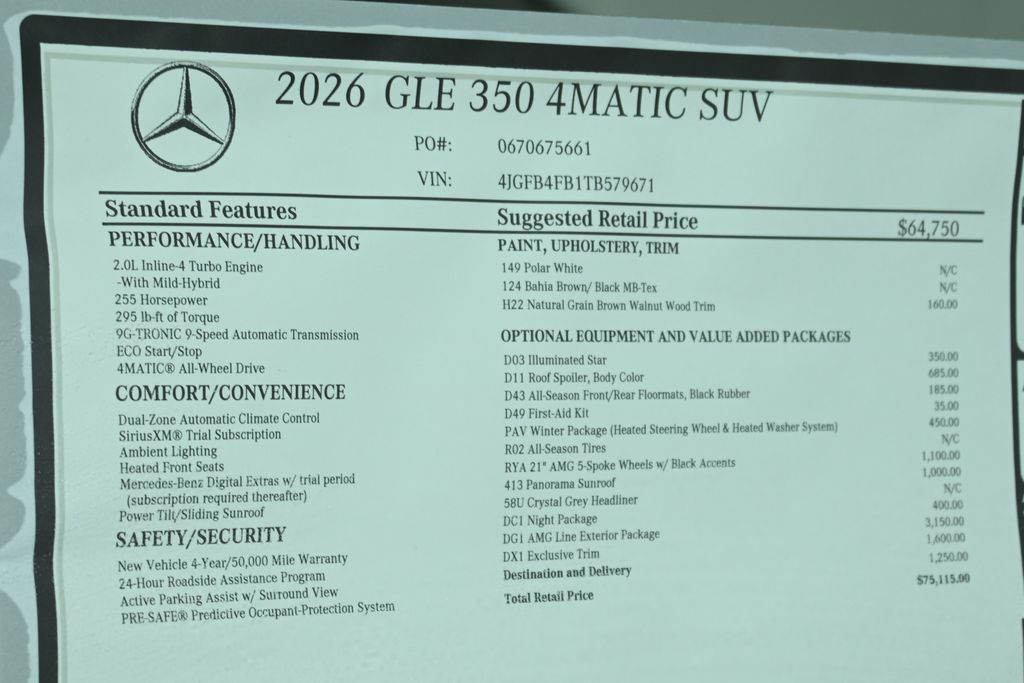 2026 GLE 350 4MATIC SUV
PO#: 0670675661
VIN: 4JGFB4FB1TB579671
Standard Features
PERFORMANCE/HANDLING
2.0L Inline-4 Turbo Engine
-With Mild-Hybrid
255 Horsepower
295 lb-ft of Torque
9G-TRONIC 9-Speed Automatic Transmission
ECO Start/Stop
4MATIC® All-Wheel Drive
COMFORT/CONVENIENCE
Dual-Zone Automatic Climate Control
SiriusXM® Trial Subscription
Ambient Lighting
Heated Front Seats
Mercedes-Benz Digital Extras w/ trial period
(subscription required thereafter)
Power Tilt/Sliding Sunroof
SAFETY/SECURITY
New Vehicle 4-Year/50,000 Mile Warranty
24-Hour Roadside Assistance Program
Active Parking Assist w/ Surround View
PRE-SAFE® Predictive Occupant-Protection System
Suggested Retail Price $64,750
PAINT, UPHOLSTERY, TRIM
149 Polar White N/C
124 Bahia Brown/ Black MB-Tex N/C
H22 Natural Grain Brown Walnut Wood Trim 160.00
OPTIONAL EQUIPMENT AND VALUE ADDED PACKAGES
D03 Illuminated Star 350.00
D11 Roof Spoiler, Body Color 685.00
D43 All-Season Front/Rear Floormats, Black Rubber 185.00
D49 First-Aid Kit 35.00
PAV Winter Package (Heated Steering Wheel & Heated Washer System) 450.00
R02 All-Season Tires N/C
RYA 21" AMG 5-Spoke Wheels w/ Black Accents 1,100.00
413 Panorama Sunroof 1,000.00
58U Crystal Grey Headliner N/C
DC1 Night Package 400.00
DG1 AMG Line Exterior Package 3,150.00
DX1 Exclusive Trim 1,600.00
Destination and Delivery 1,250.00
Total Retail Price $75,115.00